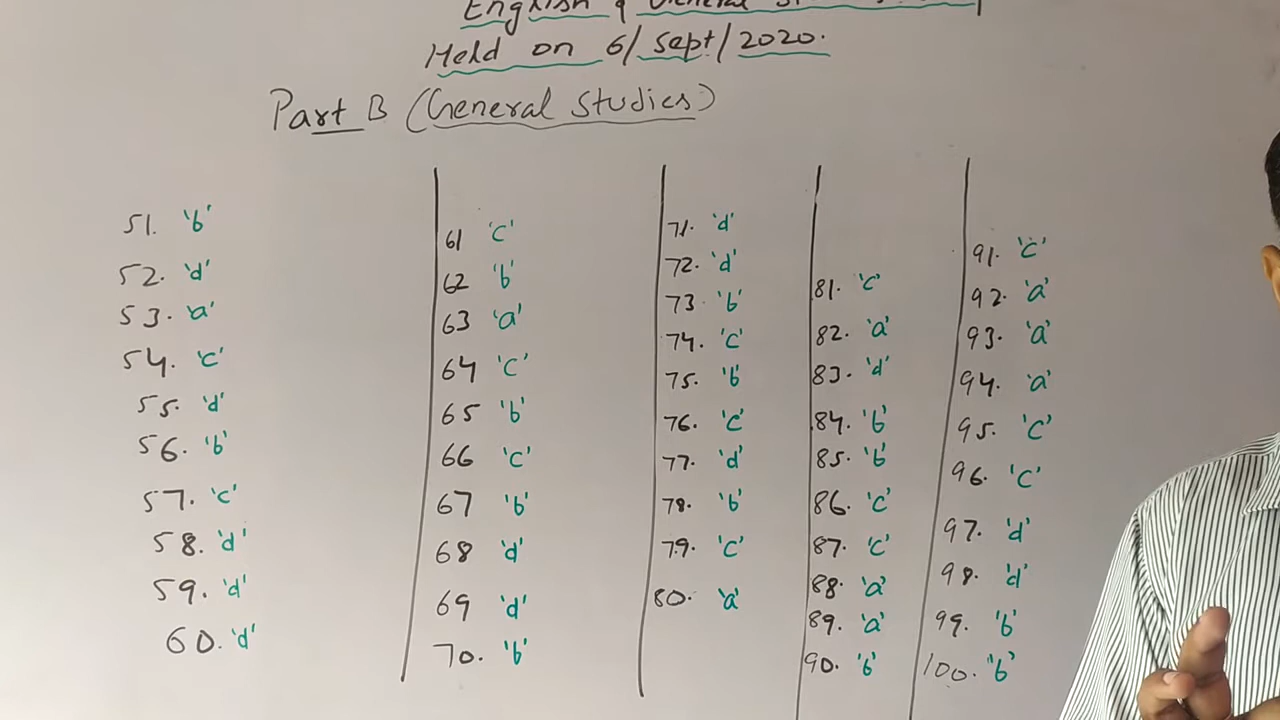 English & General
Held on 6/Sept/2020.
Part B (General Studies)
51. 'b'
52. 'd'
53. 'a'
54. 'c'
55. 'd'
56. 'b'
57. 'c'
58. 'd'
59. 'd'
60. 'd'
61 'c'
62 'b'
63 'a'
64 'c'
65 'b'
66 'c'
67 'b'
68 'd'
69 'd'
70. 'b'
71. 'd'
72. 'd'
73. 'b'
74. 'c'
75. 'b'
76. 'c'
77. 'd'
78. 'b'
79. 'c'
80. 'a'
81. 'c'
82. 'a'
83. 'd'
84. 'b'
85. 'b'
86. 'c'
87. 'c'
88. 'a'
89. 'a'
90. 'b'
91. 'c'
92. 'a'
93. 'a'
94. 'a'
95. 'c'
96. 'c'
97. 'd'
98. 'd'
99. 'b'
100. 'b'